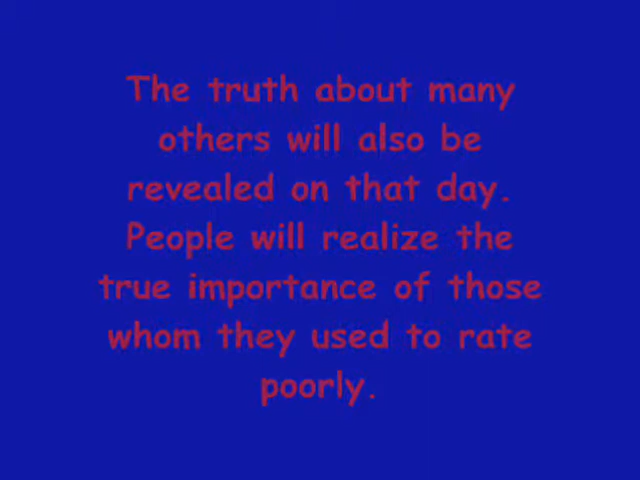 The truth about many
others will also be
revealed on that day.
People will realize the
true importance of those
whom they used to rate
poorly.